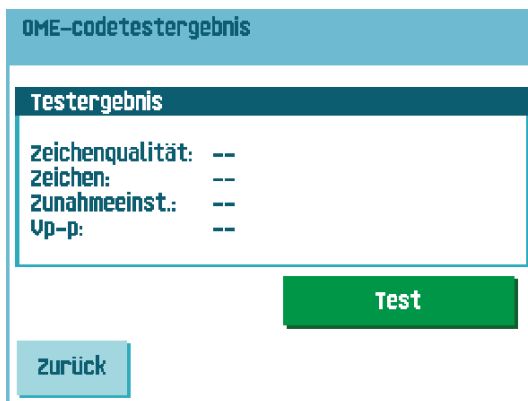 OME-codetestergebnis
Testergebnis
Zeichenqualität: --
Zeichen: --
Zunahmeeinst.: --
Vp-p: --
Test
Zurück